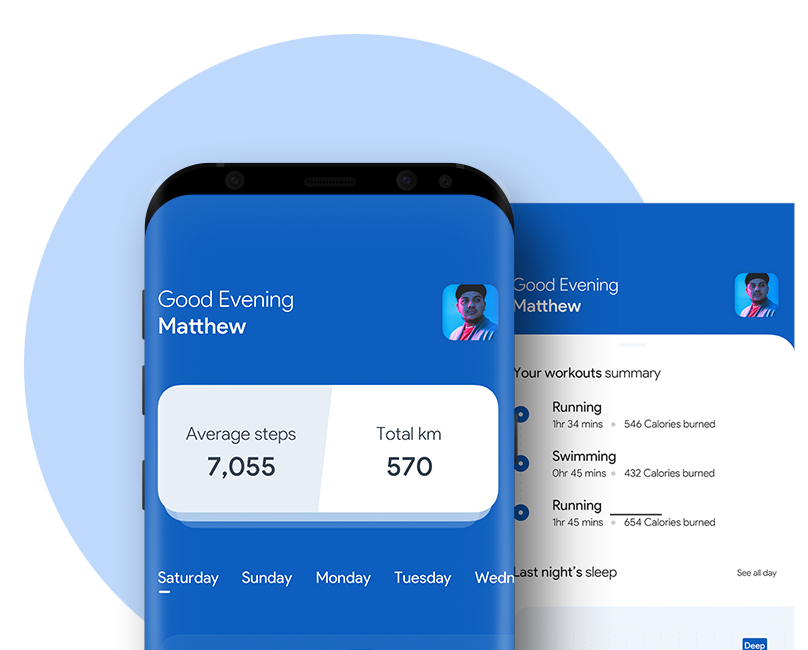 Good Evening
Matthew
Average steps
7,055
Total km
570
Saturday Sunday Monday Tuesday Wedn
Good Evening
Matthew
Your workouts summary
Running
1hr 34 mins 546 Calories burned
Swimming
0hr 45 mins 432 Calories burned
Running
1hr 45 mins 654 Calories burned
Last night's sleep See all day
Deep